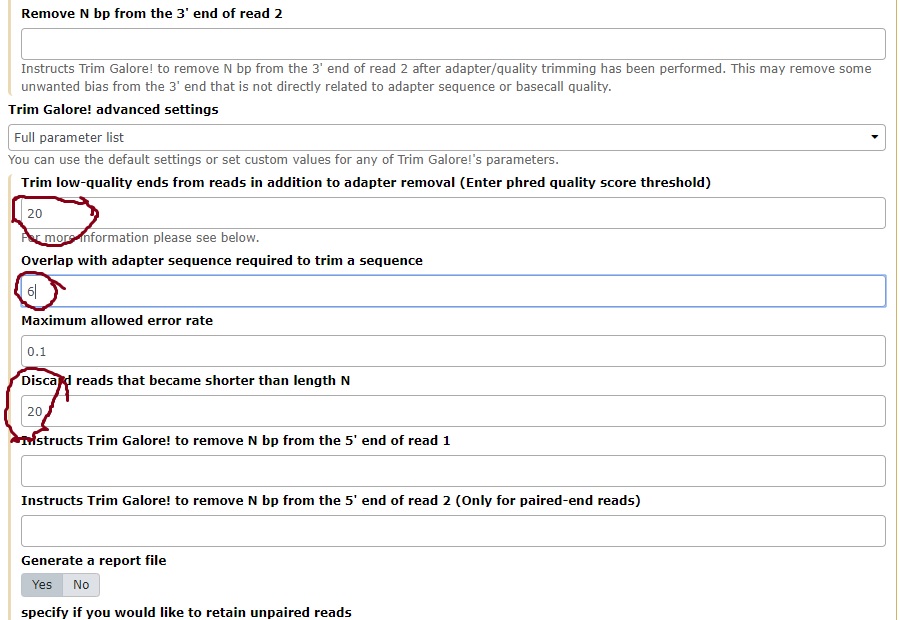 Remove N bp from the 3' end of read 2
Instructs Trim Galore! to remove N bp from the 3' end of read 2 after adapter/quality trimming has been performed. This may remove some
unwanted bias from the 3' end that is not directly related to adapter sequence or basecall quality.
Trim Galore! advanced settings
Full parameter list
You can use the default settings or set custom values for any of Trim Galore!'s parameters.
Trim low-quality ends from reads in addition to adapter removal (Enter phred quality score threshold)
20
For more information please see below.
Overlap with adapter sequence required to trim a sequence
6
Maximum allowed error rate
0.1
Discard reads that became shorter than length N
20
Instructs Trim Galore! to remove N bp from the 5' end of read 1
Instructs Trim Galore! to remove N bp from the 5' end of read 2 (Only for paired-end reads)
Generate a report file
Yes No
specify if you would like to retain unpaired reads